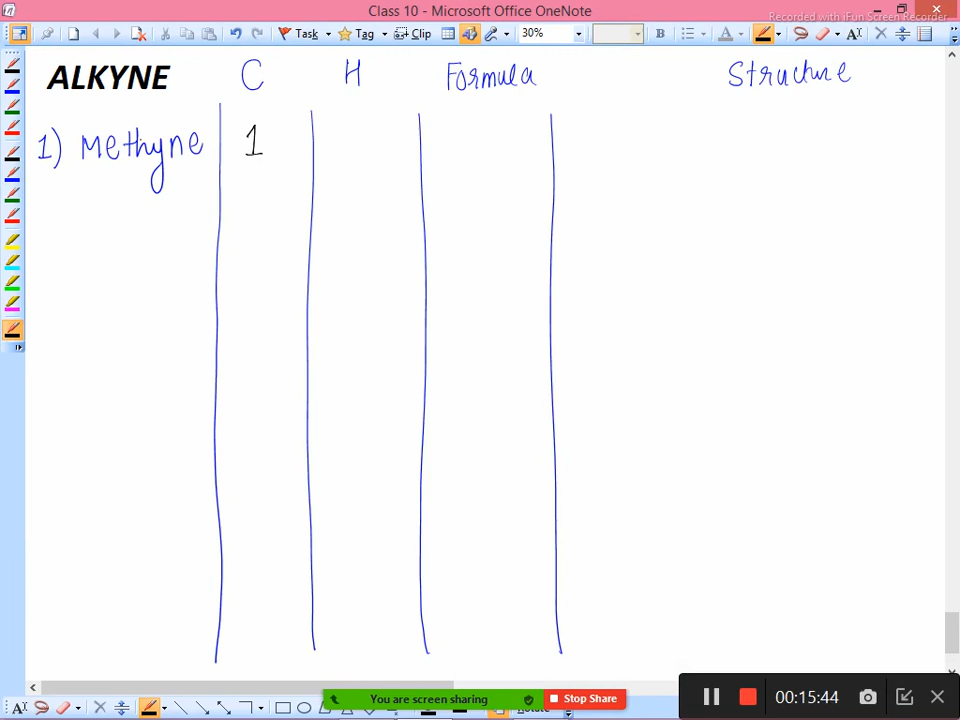 Class 10 - Microsoft Office OneNote
Recorded with iFun Screen Recorder
Task Tag Clip 30% B A
ALKYNE C H Formula Structure
1) Methyne 1
You are screen sharing Stop Share
00:15:44